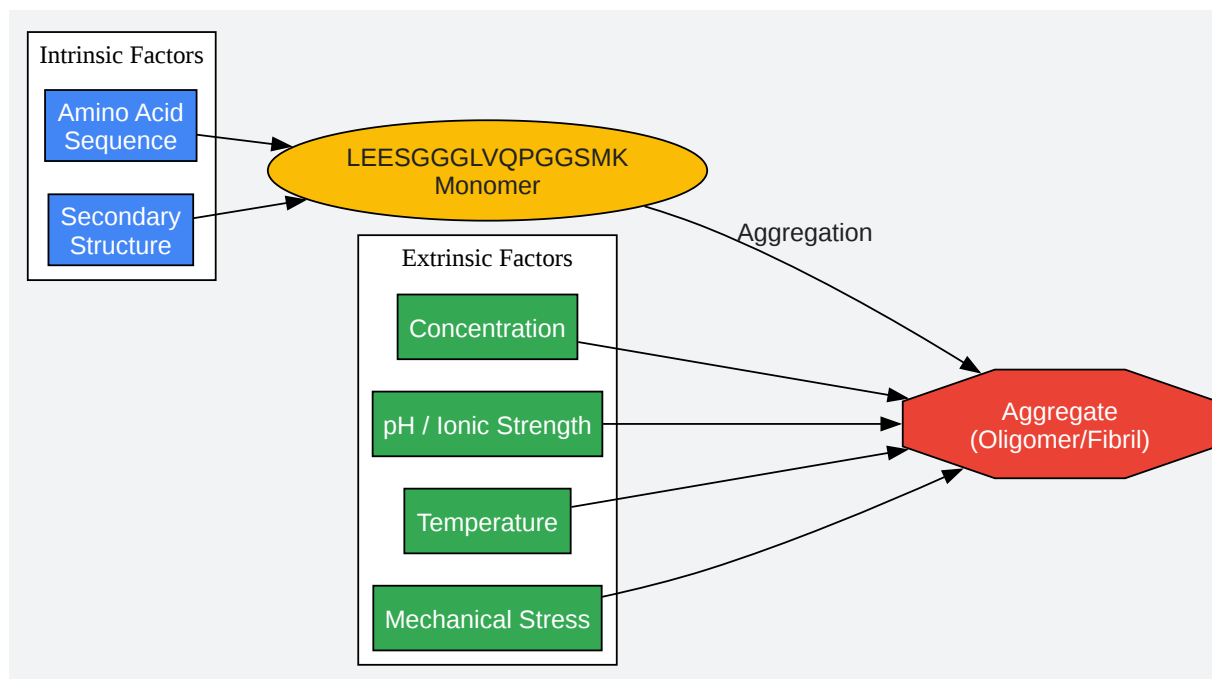 Intrinsic Factors
Amino Acid
Sequence
Secondary
Structure
LEESGGGLVQPGGSMK
Monomer
Aggregation
Extrinsic Factors
Concentration
pH / Ionic Strength
Temperature
Mechanical Stress
Aggregate
(Oligomer/Fibril)